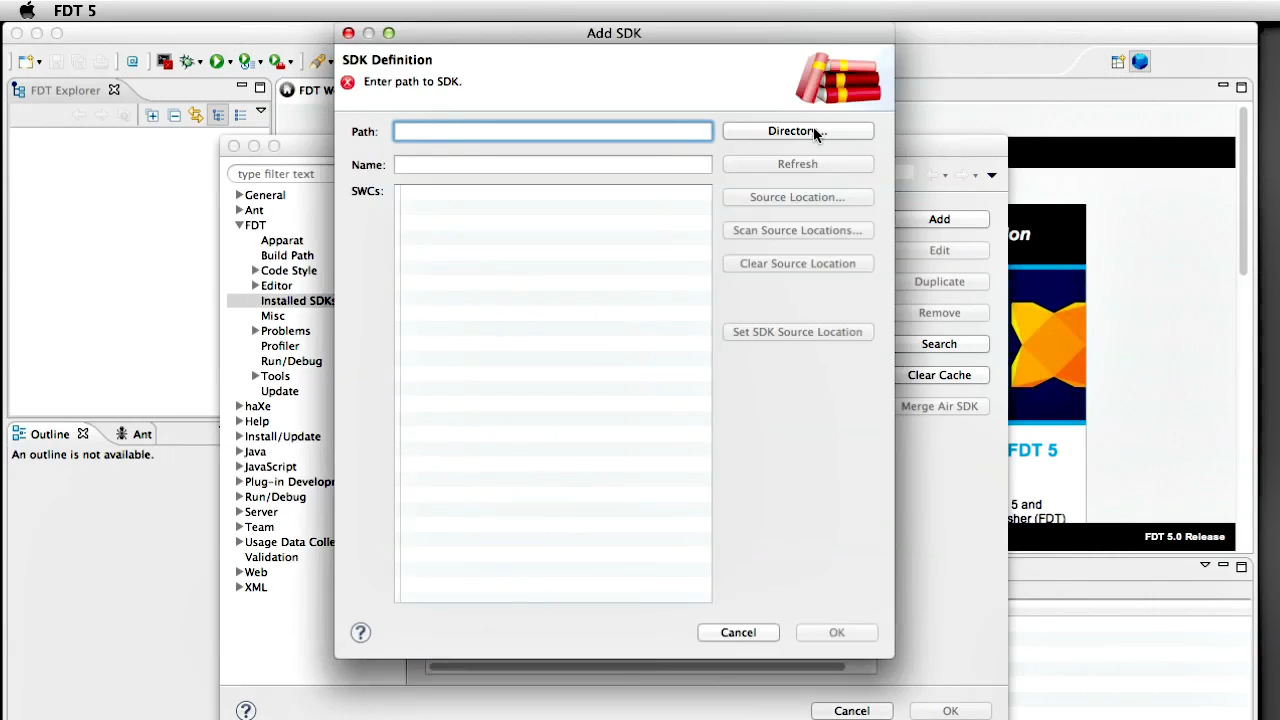 FDT 5
Add SDK
SDK Definition
Enter path to SDK.
FDT Explorer
FDT W
Path:
Directory...
Name:
Refresh
SWCs:
Source Location...
Scan Source Locations...
Clear Source Location
Set SDK Source Location
Cancel
OK
type filter text
General
Ant
FDT
Apparat
Build Path
Code Style
Editor
Installed SDKs
Misc
Problems
Profiler
Run/Debug
Tools
Update
haXe
Help
Install/Update
Java
JavaScript
Plug-in Develop
Run/Debug
Server
Team
Usage Data Colle
Validation
Web
XML
Add
Edit
Duplicate
Remove
Search
Clear Cache
Merge Air SDK
Cancel
OK
Outline
Ant
An outline is not available.
on
FDT 5
5 and
sher (FDT)
FDT 5.0 Release